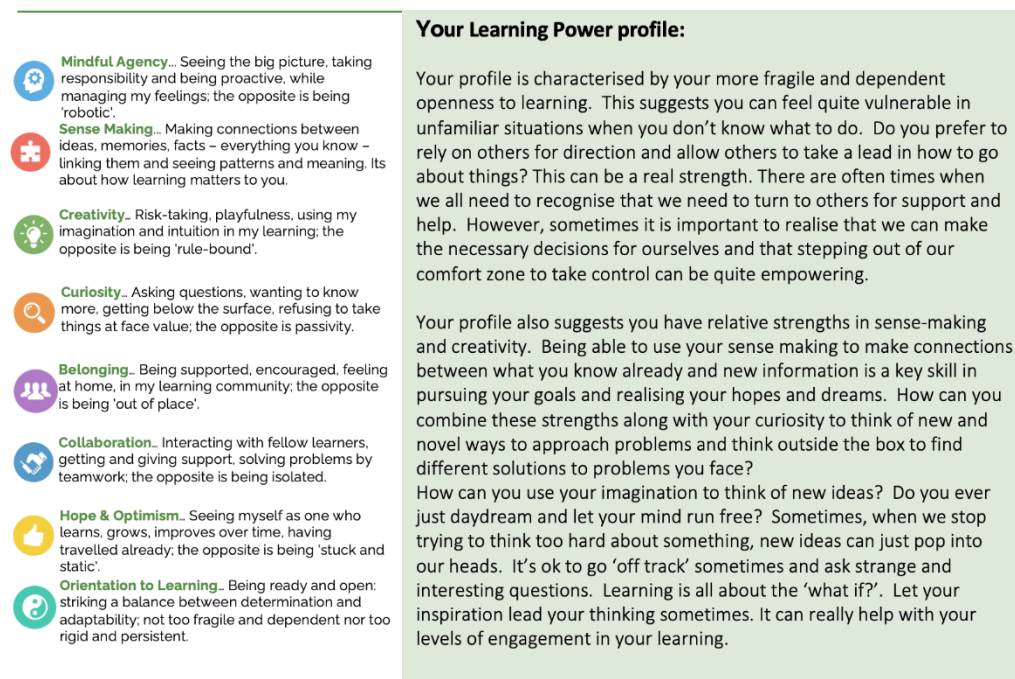 Mindful Agency... Seeing the big picture, taking
responsibility and being proactive, while
managing my feelings; the opposite is being
'robotic'.
Sense Making... Making connections between
ideas, memories, facts – everything you know –
linking them and seeing patterns and meaning. Its
about how learning matters to you.
Creativity... Risk-taking, playfulness, using my
imagination and intuition in my learning; the
opposite is being 'rule-bound'.
Curiosity... Asking questions, wanting to know
more, getting below the surface, refusing to take
things at face value; the opposite is passivity.
Belonging... Being supported, encouraged, feeling
at home, in my learning community; the opposite
is being 'out of place'.
Collaboration... Interacting with fellow learners,
getting and giving support, solving problems by
teamwork; the opposite is being isolated.
Hope & Optimism... Seeing myself as one who
learns, grows, improves over time, having
travelled already; the opposite is being 'stuck and
static'.
Orientation to Learning... Being ready and open:
striking a balance between determination and
adaptability; not too fragile and dependent nor too
rigid and persistent.
Your Learning Power profile:
Your profile is characterised by your more fragile and dependent
openness to learning.  This suggests you can feel quite vulnerable in
unfamiliar situations when you don't know what to do.  Do you prefer to
rely on others for direction and allow others to take a lead in how to go
about things? This can be a real strength. There are often times when
we all need to recognise that we need to turn to others for support and
help.  However, sometimes it is important to realise that we can make
the necessary decisions for ourselves and that stepping out of our
comfort zone to take control can be quite empowering.
Your profile also suggests you have relative strengths in sense-making
and creativity.  Being able to use your sense making to make connections
between what you know already and new information is a key skill in
pursuing your goals and realising your hopes and dreams.  How can you
combine these strengths along with your curiosity to think of new and
novel ways to approach problems and think outside the box to find
different solutions to problems you face?
How can you use your imagination to think of new ideas?  Do you ever
just daydream and let your mind run free?  Sometimes, when we stop
trying to think too hard about something, new ideas can just pop into
our heads.  It's ok to go 'off track' sometimes and ask strange and
interesting questions.  Learning is all about the 'what if?'.  Let your
inspiration lead your thinking sometimes. It can really help with your
levels of engagement in your learning.